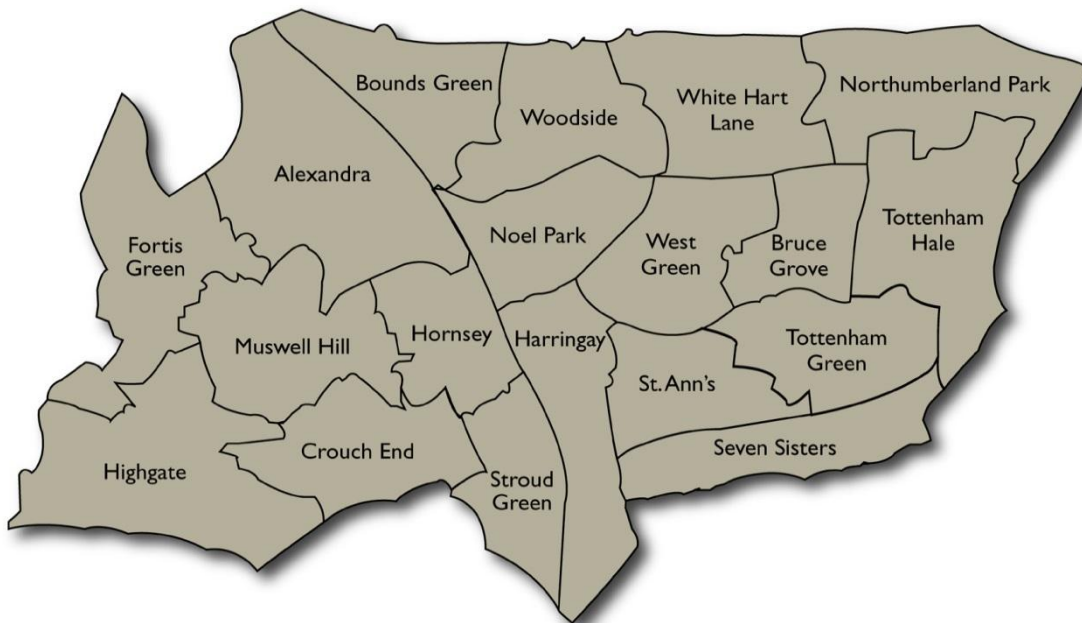 Bounds Green
Woodside
White Hart
Lane
Northumberland Park
Alexandra
Fortis
Green
Noel Park
West
Green
Bruce
Grove
Tottenham
Hale
Muswell Hill
Hornsey
Harringay
Tottenham
Green
St. Ann's
Highgate
Crouch End
Stroud
Green
Seven Sisters